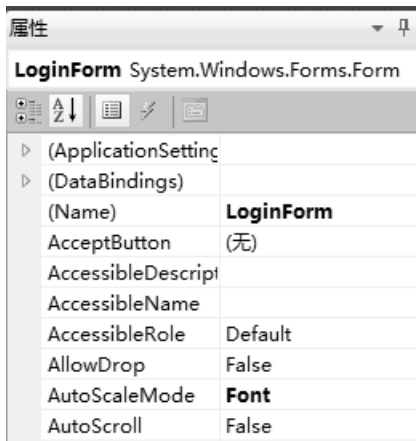 属性
LoginForm System.Windows.Forms.Form
(ApplicationSetting
(DataBindings)
(Name) LoginForm
AcceptButton (无)
AccessibleDescript
AccessibleName
AccessibleRole Default
AllowDrop False
AutoScaleMode Font
AutoScroll False